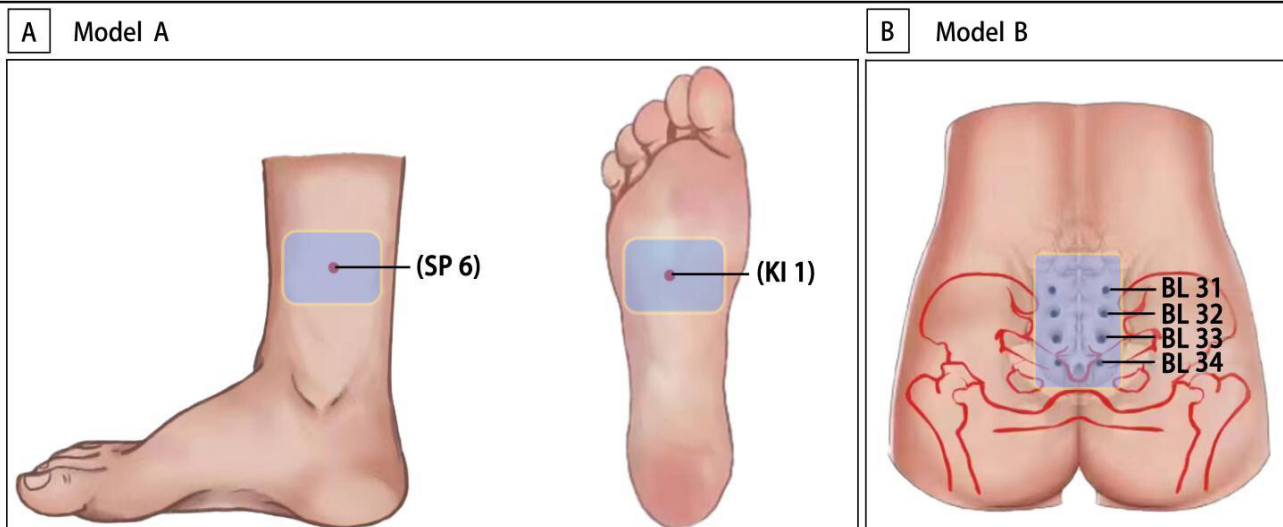 A Model A
(SP 6)
(KI 1)
B Model B
BL 31
BL 32
BL 33
BL 34